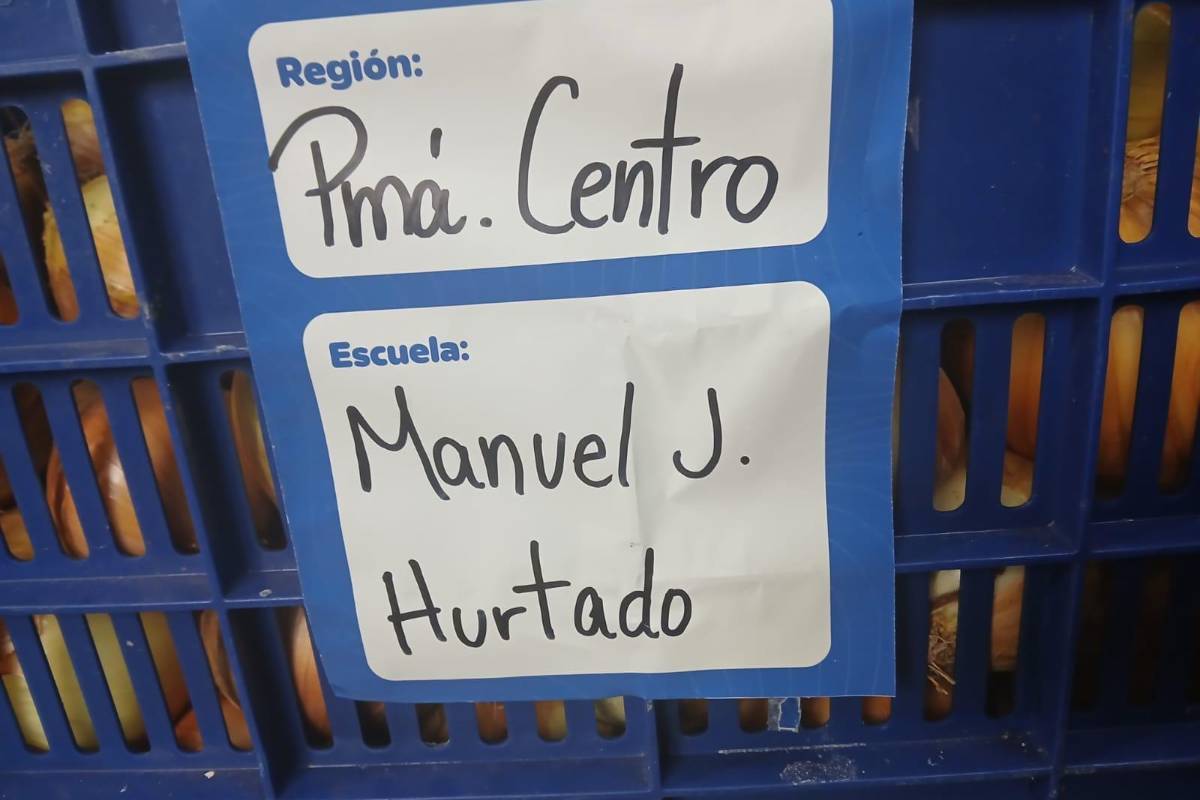 Región:
Pmá. Centro
Escuela:
Manuel J.
Hurtado